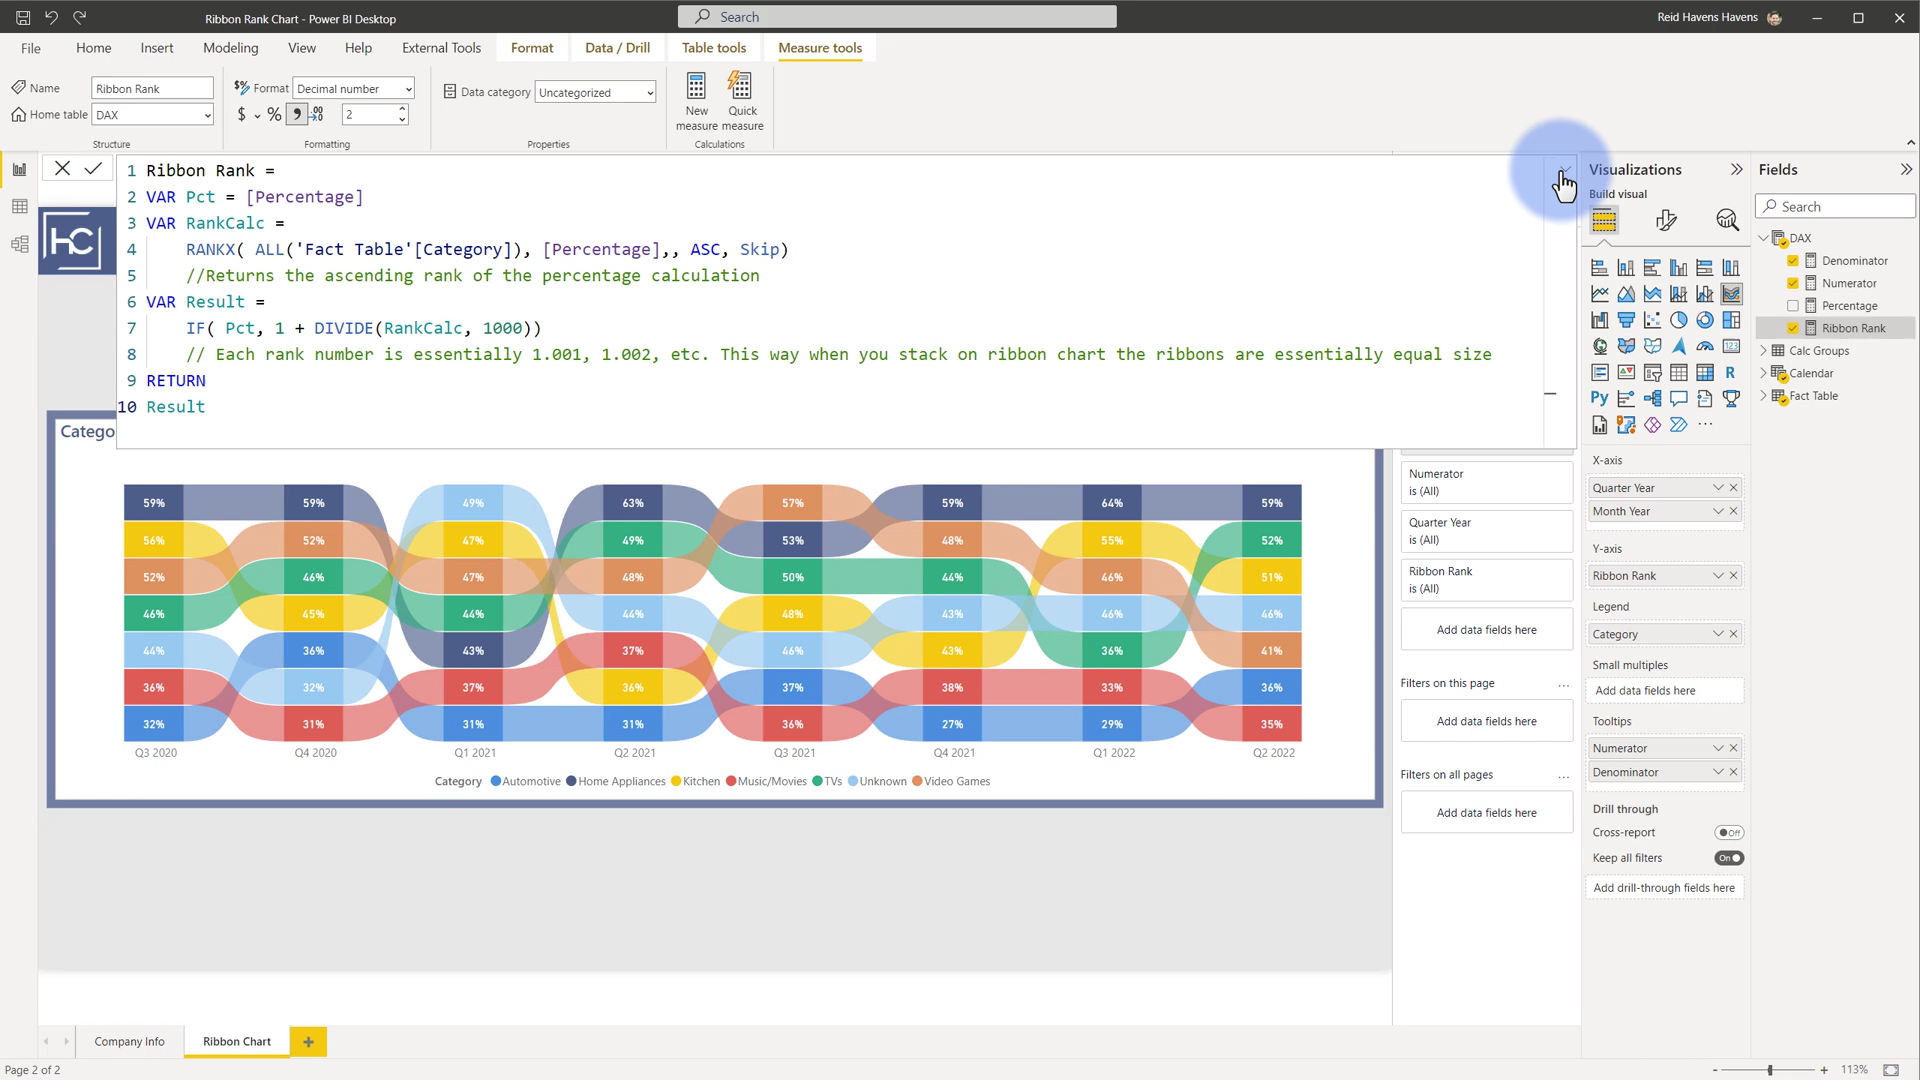 Ribbon Rank Chart - Power BI Desktop
Search
Reid Havens Havens
File Home Insert Modeling View Help External Tools Format Data / Drill Table tools Measure tools
Name Ribbon Rank
Home table DAX
Structure
$% Format Decimal number
$ % , .00 2
Formatting
Data category Uncategorized
Properties
New measure
Quick measure
Calculations
1 Ribbon Rank =
2 VAR Pct = [Percentage]
3 VAR RankCalc =
4 RANKX( ALL('Fact Table'[Category]), [Percentage],, ASC, Skip)
5 //Returns the ascending rank of the percentage calculation
6 VAR Result =
7 IF( Pct, 1 + DIVIDE(RankCalc, 1000))
8 // Each rank number is essentially 1.001, 1.002, etc. This way when you stack on ribbon chart the ribbons are essentially equal size
9 RETURN
10 Result
HC
Catego
59% 59% 49% 63% 57% 59% 64% 59%
56% 52% 47% 49% 53% 48% 55% 52%
52% 46% 47% 48% 50% 44% 46% 51%
46% 45% 44% 44% 48% 43% 46% 46%
44% 36% 43% 37% 46% 43% 36% 41%
36% 32% 37% 36% 37% 38% 33% 36%
32% 31% 31% 31% 36% 27% 29% 35%
Q3 2020 Q4 2020 Q1 2021 Q2 2021 Q3 2021 Q4 2021 Q1 2022 Q2 2022
Category Automotive Home Appliances Kitchen Music/Movies TVs Unknown Video Games
Numerator
is (All)
Quarter Year
is (All)
Ribbon Rank
is (All)
Add data fields here
Filters on this page ...
Add data fields here
Filters on all pages ...
Add data fields here
Visualizations
Build visual
123
R
Py
...
X-axis
Quarter Year
Month Year
Y-axis
Ribbon Rank
Legend
Category
Small multiples
Add data fields here
Tooltips
Numerator
Denominator
Drill through
Cross-report Off
Keep all filters On
Add drill-through fields here
Fields
Search
DAX
Denominator
Numerator
Percentage
Ribbon Rank
Calc Groups
Calendar
Fact Table
Company Info Ribbon Chart +
Page 2 of 2
- + 113%